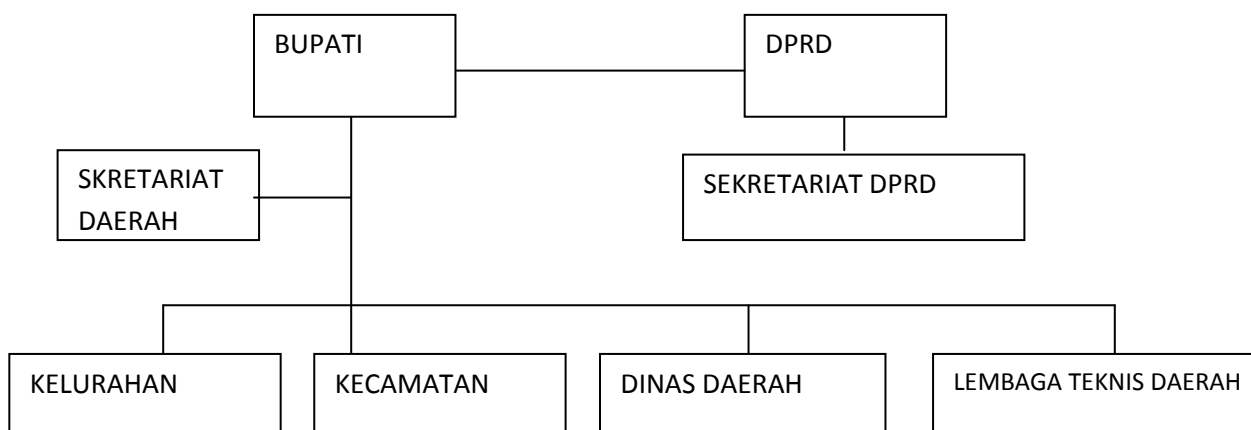 BUPATI
DPRD
SKRETARIAT
DAERAH
SEKRETARIAT DPRD
KELURAHAN
KECAMATAN
DINAS DAERAH
LEMBAGA TEKNIS DAERAH